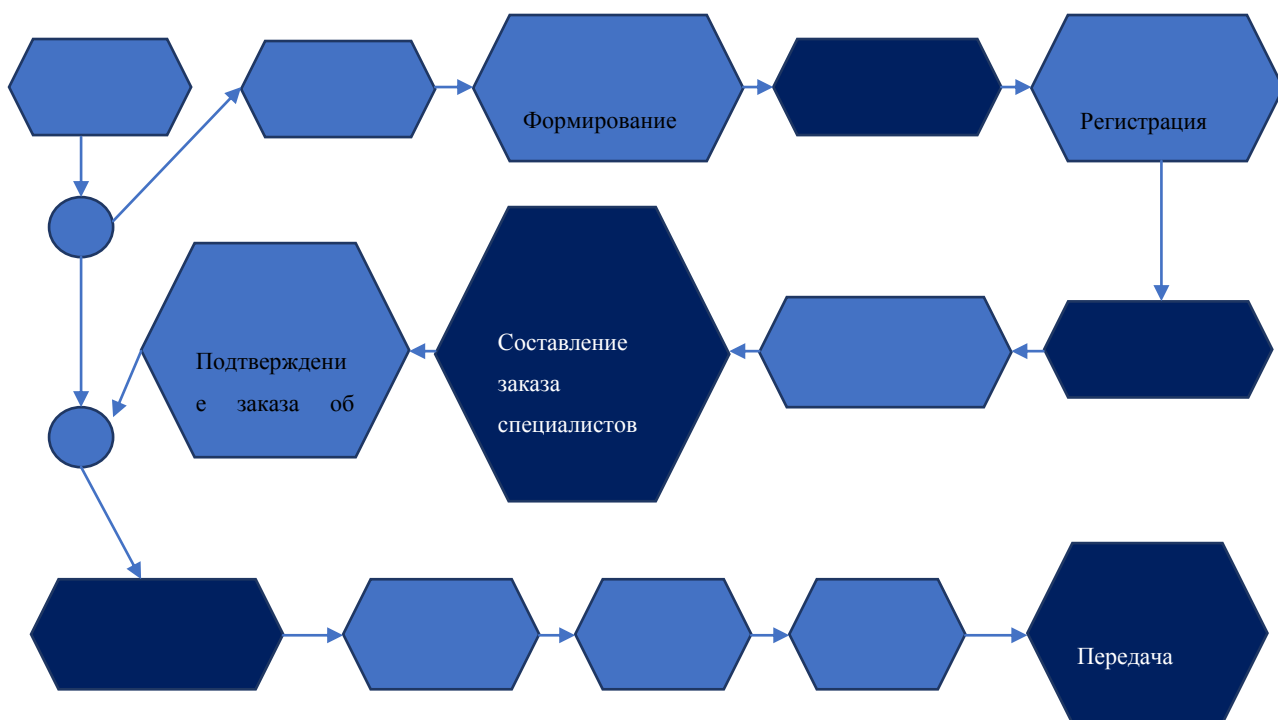 Формирование
Регистрация
Составление
заказа
специалистов
Подтверждени
е заказа об
Передача